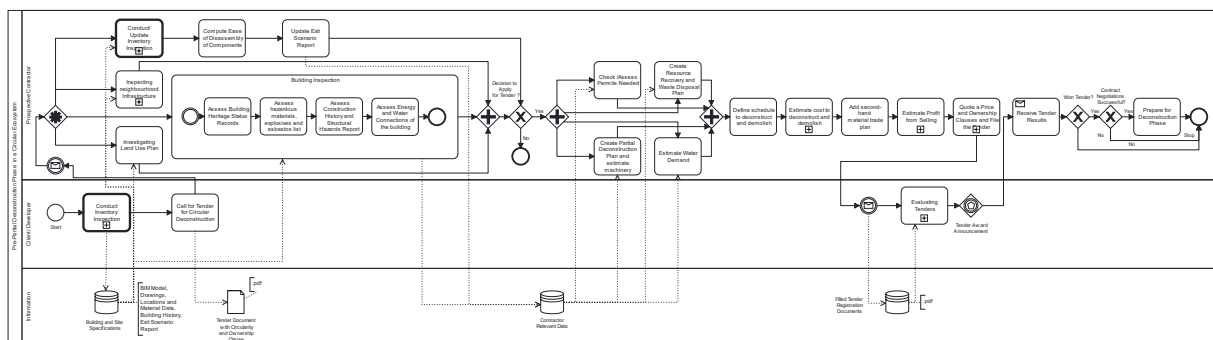 Pre-Partial Deconstruction Phase in a Circular Ecosystem
Prospective Contractor
Conduct/
Update
Inventory
Inspection
Compute Ease
of Disassembly
of Components
Update Exit
Scenario
Report
Inspecting
neighbourhood
Infrastructure
Investigating
Land Use Plan
Building Inspection
Assess Building
Heritage Status
Records
Assess
hazardous
materials,
explosives and
asbestos list
Assess
Construction
History and
Structural
Hazards Report
Assess Energy
and Water
Connections of
the building
Decision to
Apply
for Tender ?
Yes
No
Check /Assess
Permits Needed
Create
Resource
Recovery and
Waste Disposal
Plan
Create Partial
Deconstruction
Plan and
estimate
machinery
Estimate Water
Demand
Define schedule
to deconstruct
and demolish
Estimate cost to
deconstruct and
demolish
Add second-
hand
material trade
plan
Estimate Profit
from Selling
Quote a Price
and Ownership
Clauses and File
the Tender
Receive Tender
Results
Won Tender?
Yes
No
Contract
Negotiations
Successful?
Yes
No
Prepare for
Deconstruction
Phase
Stop
Client/Developer
Start
Conduct
Inventory
Inspection
Call for Tender
for Circular
Deconstruction
Evaluating
Tenders
Tender Award
Announcement
Information
Building and Site
Specifications
BIM Model,
Drawings,
Locations and
Material Data,
Building History,
Exit Scenario
Report
.pdf
Tender Document
with Circularity
and Ownership
Clause
Contractor
Relevant Data
Filled Tender
Registration
Documents
.pdf